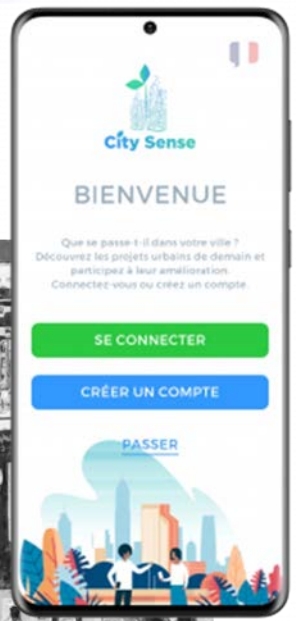 City Sense
BIENVENUE
Que se passe-t-il dans votre ville ?
Découvrez les projets urbains de demain et
participez à leur amélioration.
Connectez-vous ou créez un compte.
SE CONNECTER
CRÉER UN COMPTE
PASSER